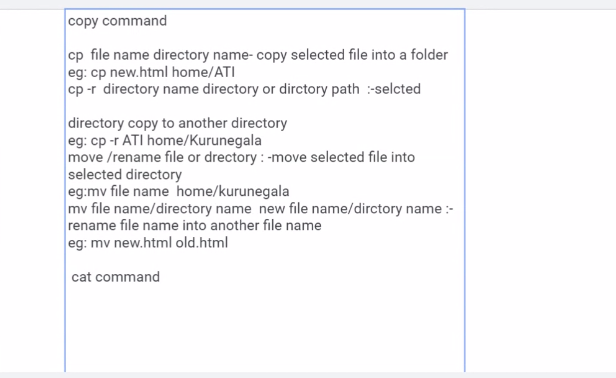 copy command
cp  file name directory name- copy selected file into a folder
eg: cp new.html home/ATI
cp -r  directory name directory or dirctory path  :-selcted
directory copy to another directory
eg: cp -r ATI home/Kurunegala
move /rename file or drectory : -move selected file into
selected directory
eg:mv file name  home/kurunegala
mv file name/directory name  new file name/dirctory name :-
rename file name into another file name
eg: mv new.html old.html
cat command